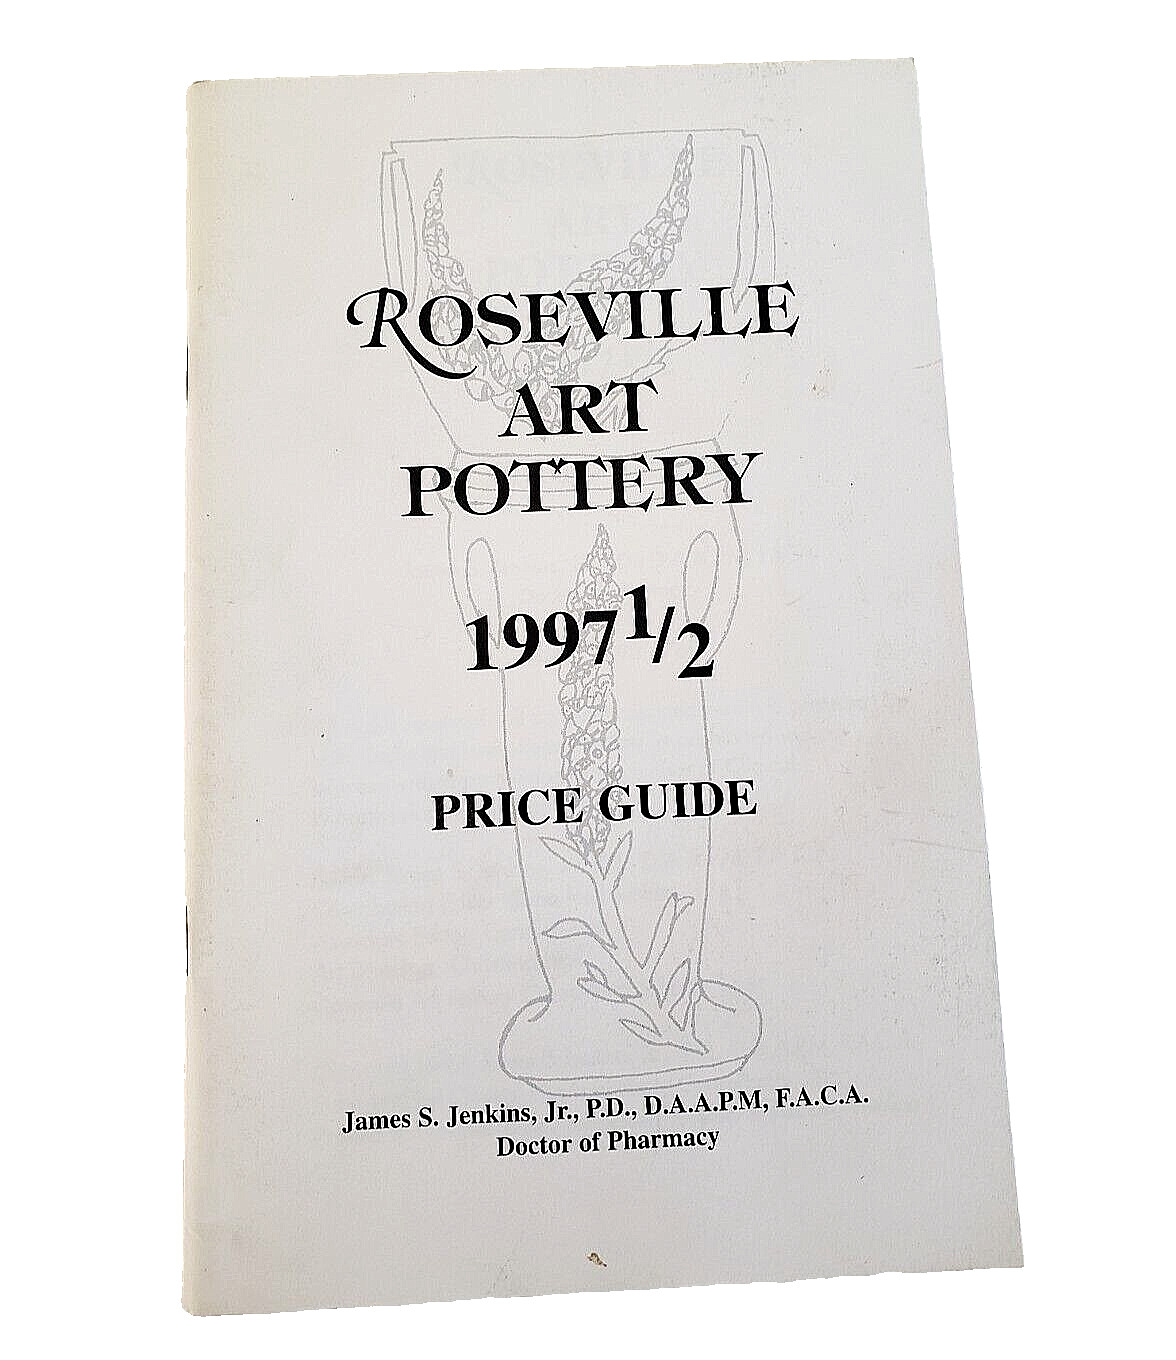 ROSEVILLE
ART
POTTERY
1997 1/2
PRICE GUIDE
James S. Jenkins, Jr., P.D., D.A.A.P.M, F.A.C.A.
Doctor of Pharmacy